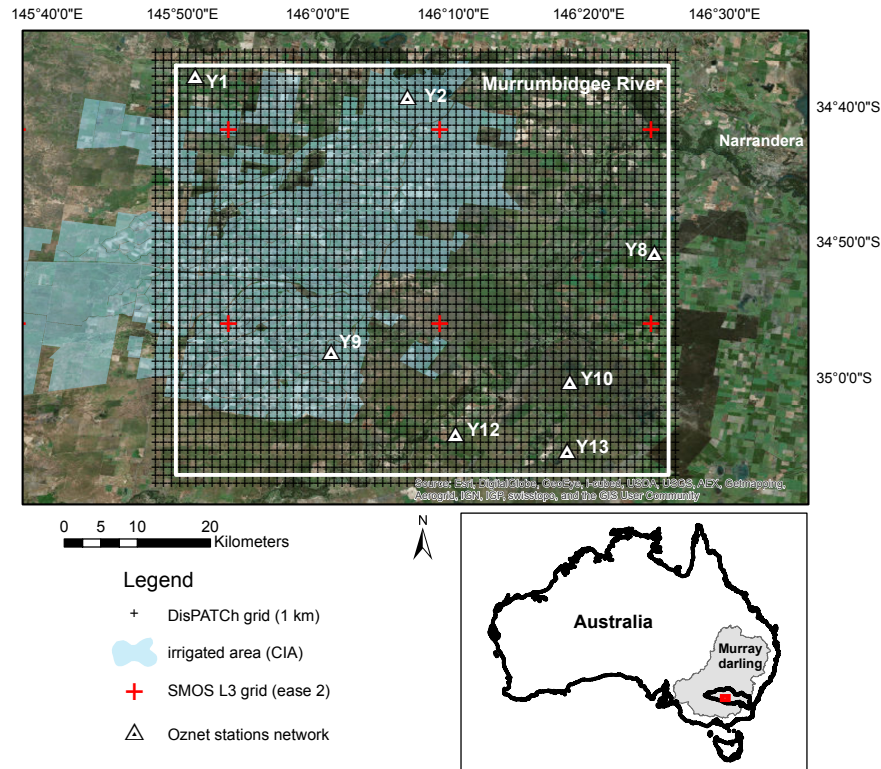 145°40'0"E 145°50'0"E 146°0'0"E 146°10'0"E 146°20'0"E 146°30'0"E
Y1
Y2
Murrumbidgee River
34°40'0"S
Narrandera
Y8
34°50'0"S
Y9
Y10
35°0'0"S
Y12
Y13
Source: Esri, DigitalGlobe, GeoEye, i-cubed, USDA, USGS, AEX, Getmapping,
Aerogrid, IGN, IGP, swisstopo, and the GIS User Community
0 5 10 20
Kilometers
N
Legend
DisPATCh grid (1 km)
irrigated area (CIA)
SMOS L3 grid (ease 2)
Oznet stations network
Australia
Murray
darling